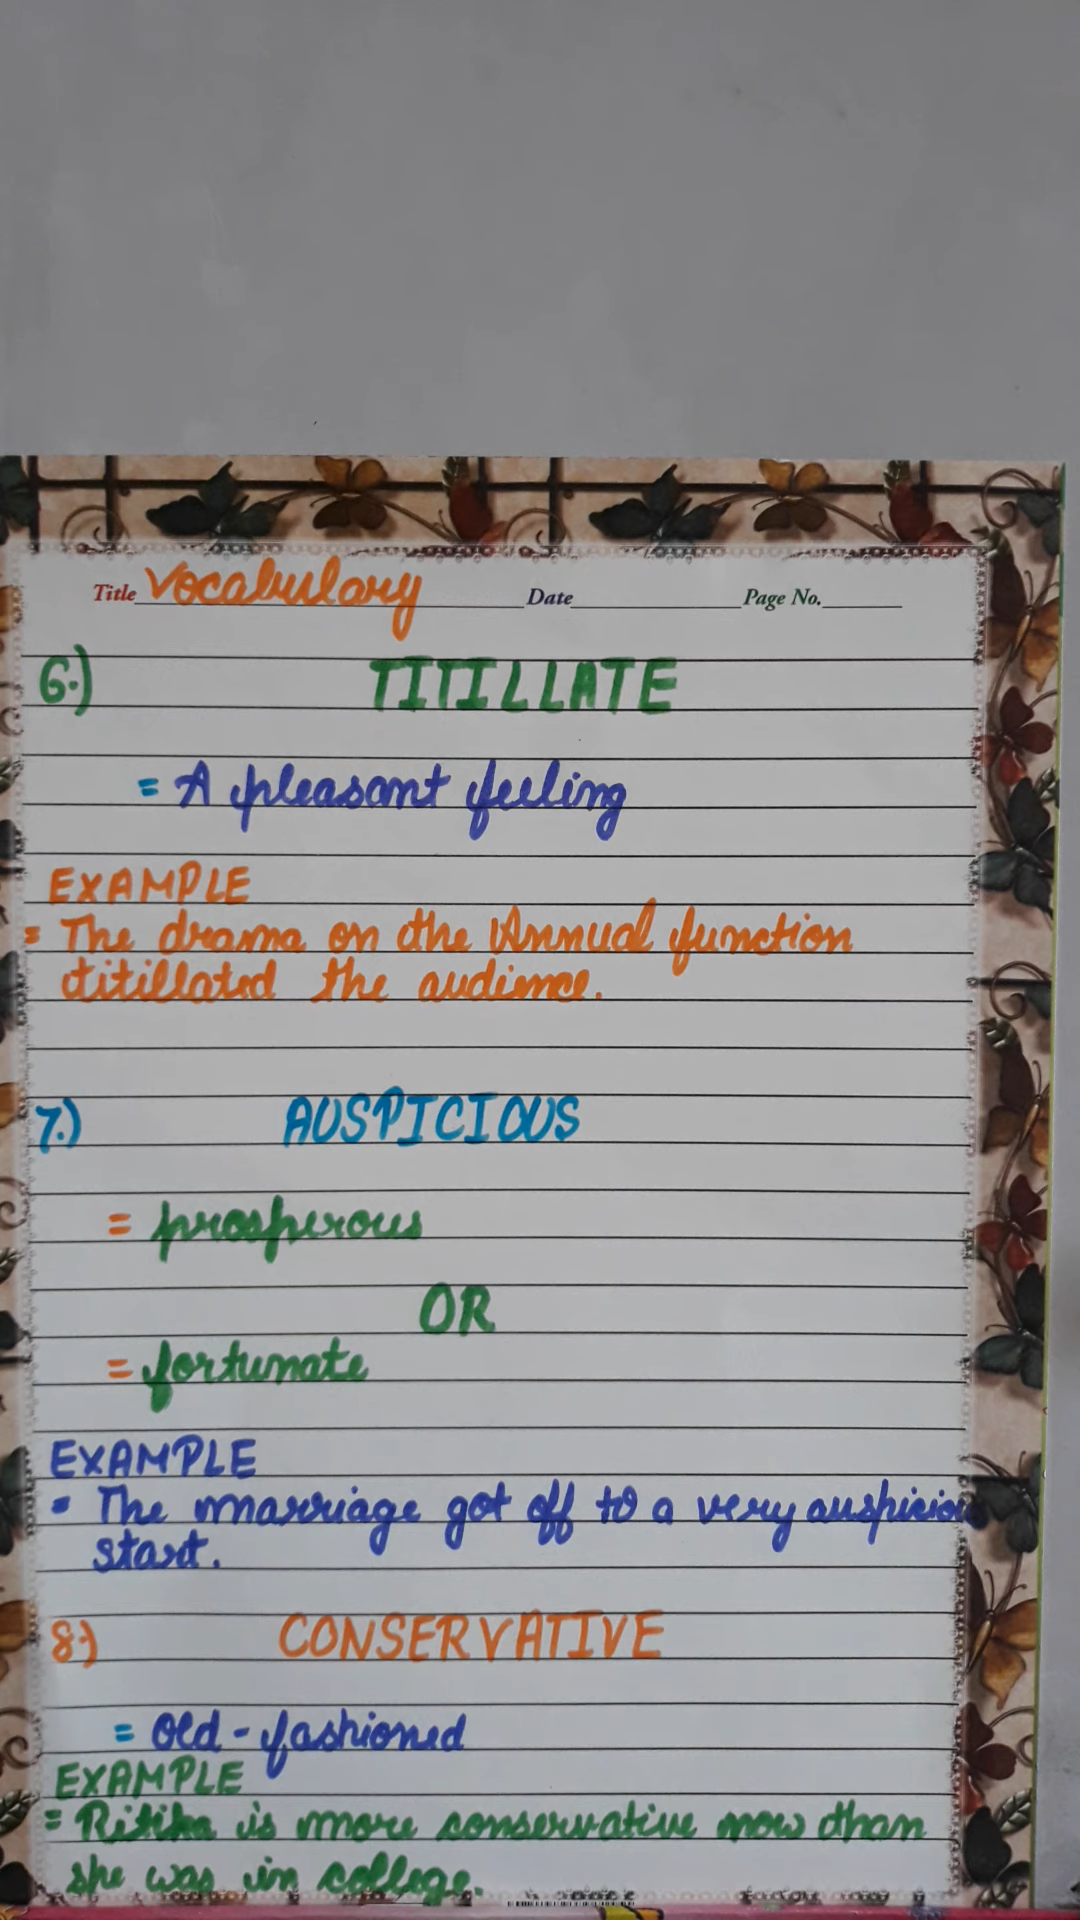 Title Vocabulary Date Page No.
6.) TITILLATE
= A pleasant feeling
EXAMPLE
= The drama on the Annual function
titillated the audience.
7.) AUSPICIOUS
= prosperous
OR
= fortunate
EXAMPLE
= The marriage got off to a very auspicious
start.
8.) CONSERVATIVE
= old-fashioned
EXAMPLE
= Ritika is more conservative now than
she was in college.